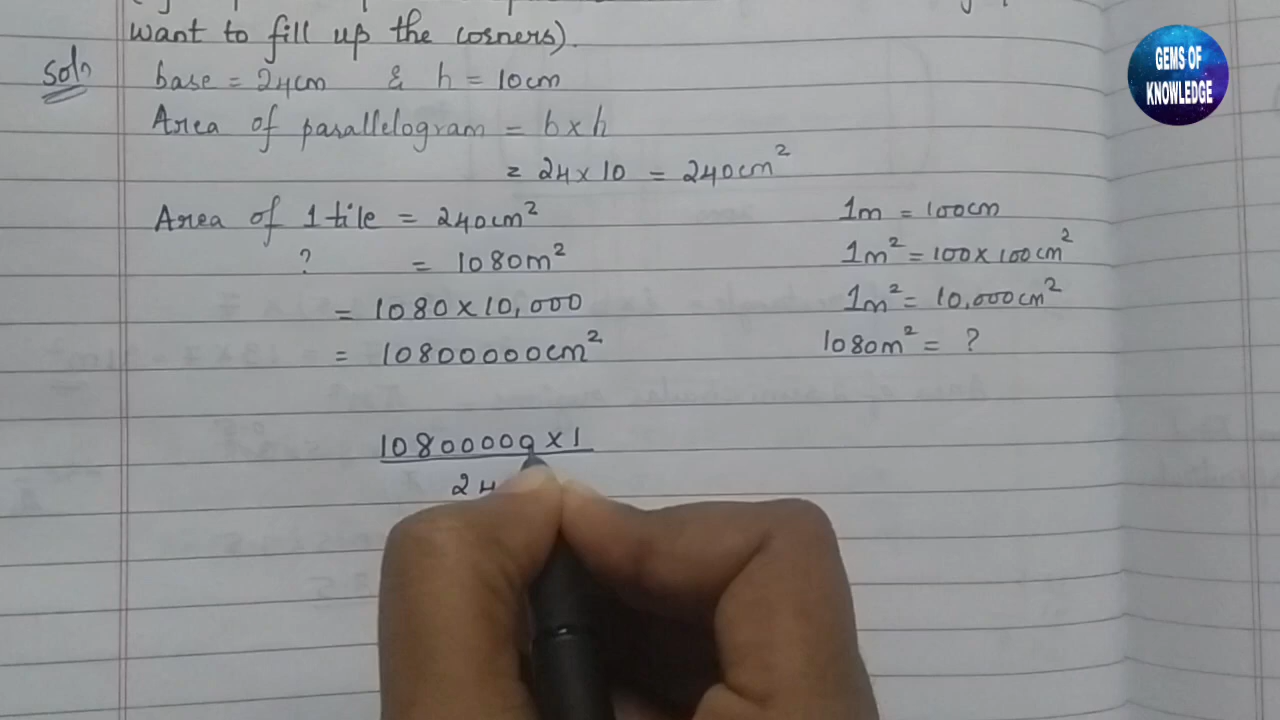 want to fill up the corners).
Soln
base = 24cm & h = 10cm
Area of parallelogram = b×h
= 24×10 = 240cm²
Area of 1 tile = 240cm²
? = 1080m²
= 1080×10,000
= 10800000cm²
1m = 100cm
1m² = 100×100cm²
1m² = 10,000cm²
1080m² = ?
10800000×1
24
GEMS OF
KNOWLEDGE